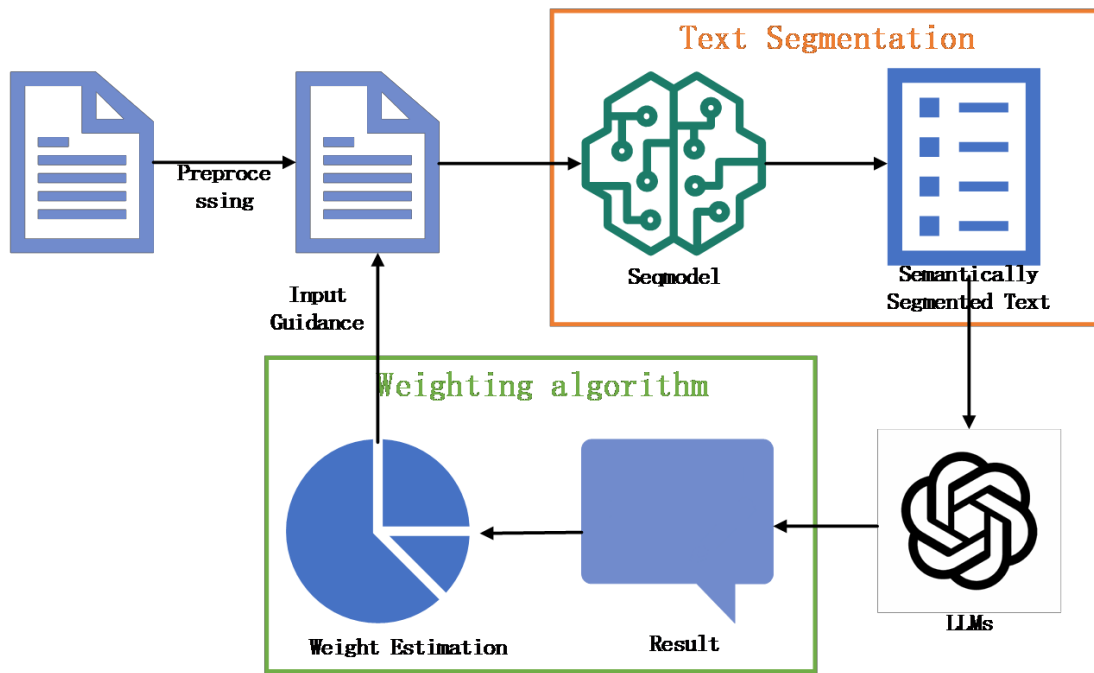 Text Segmentation
Preproce
ssing
Seqmodel
Semantically
Segmented Text
Input
Guidance
Weighting algorithm
Weight Estimation
Result
LLMs